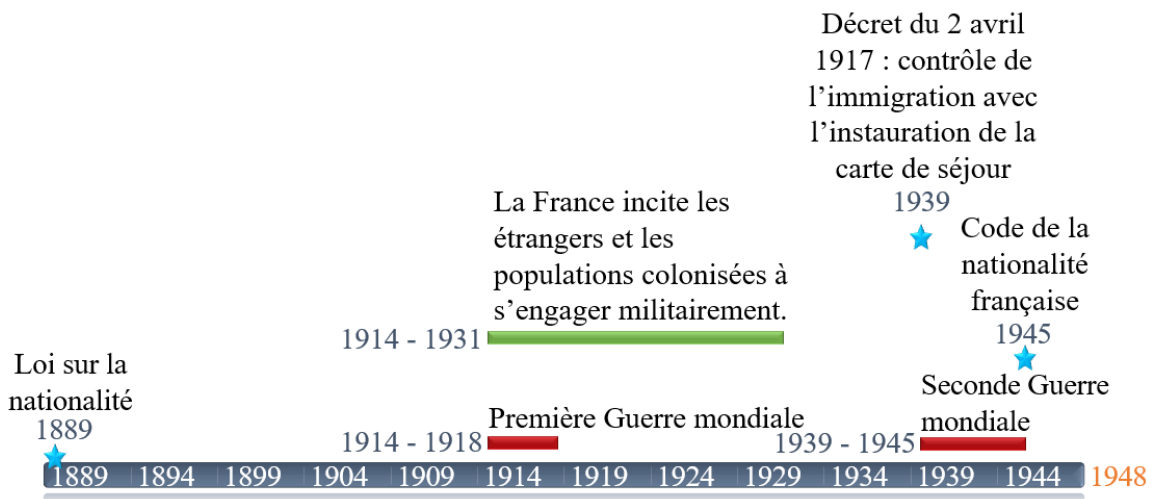 Décret du 2 avril
1917 : contrôle de
l'immigration avec
l'instauration de la
carte de séjour
1939
La France incite les
étrangers et les
populations colonisées à
s'engager militairement.
1914 - 1931
Code de la
nationalité
française
1945
Loi sur la
nationalité
1889
Première Guerre mondiale
1914 - 1918
Seconde Guerre
mondiale
1939 - 1945
1889 1894 1899 1904 1909 1914 1919 1924 1929 1934 1939 1944 1948